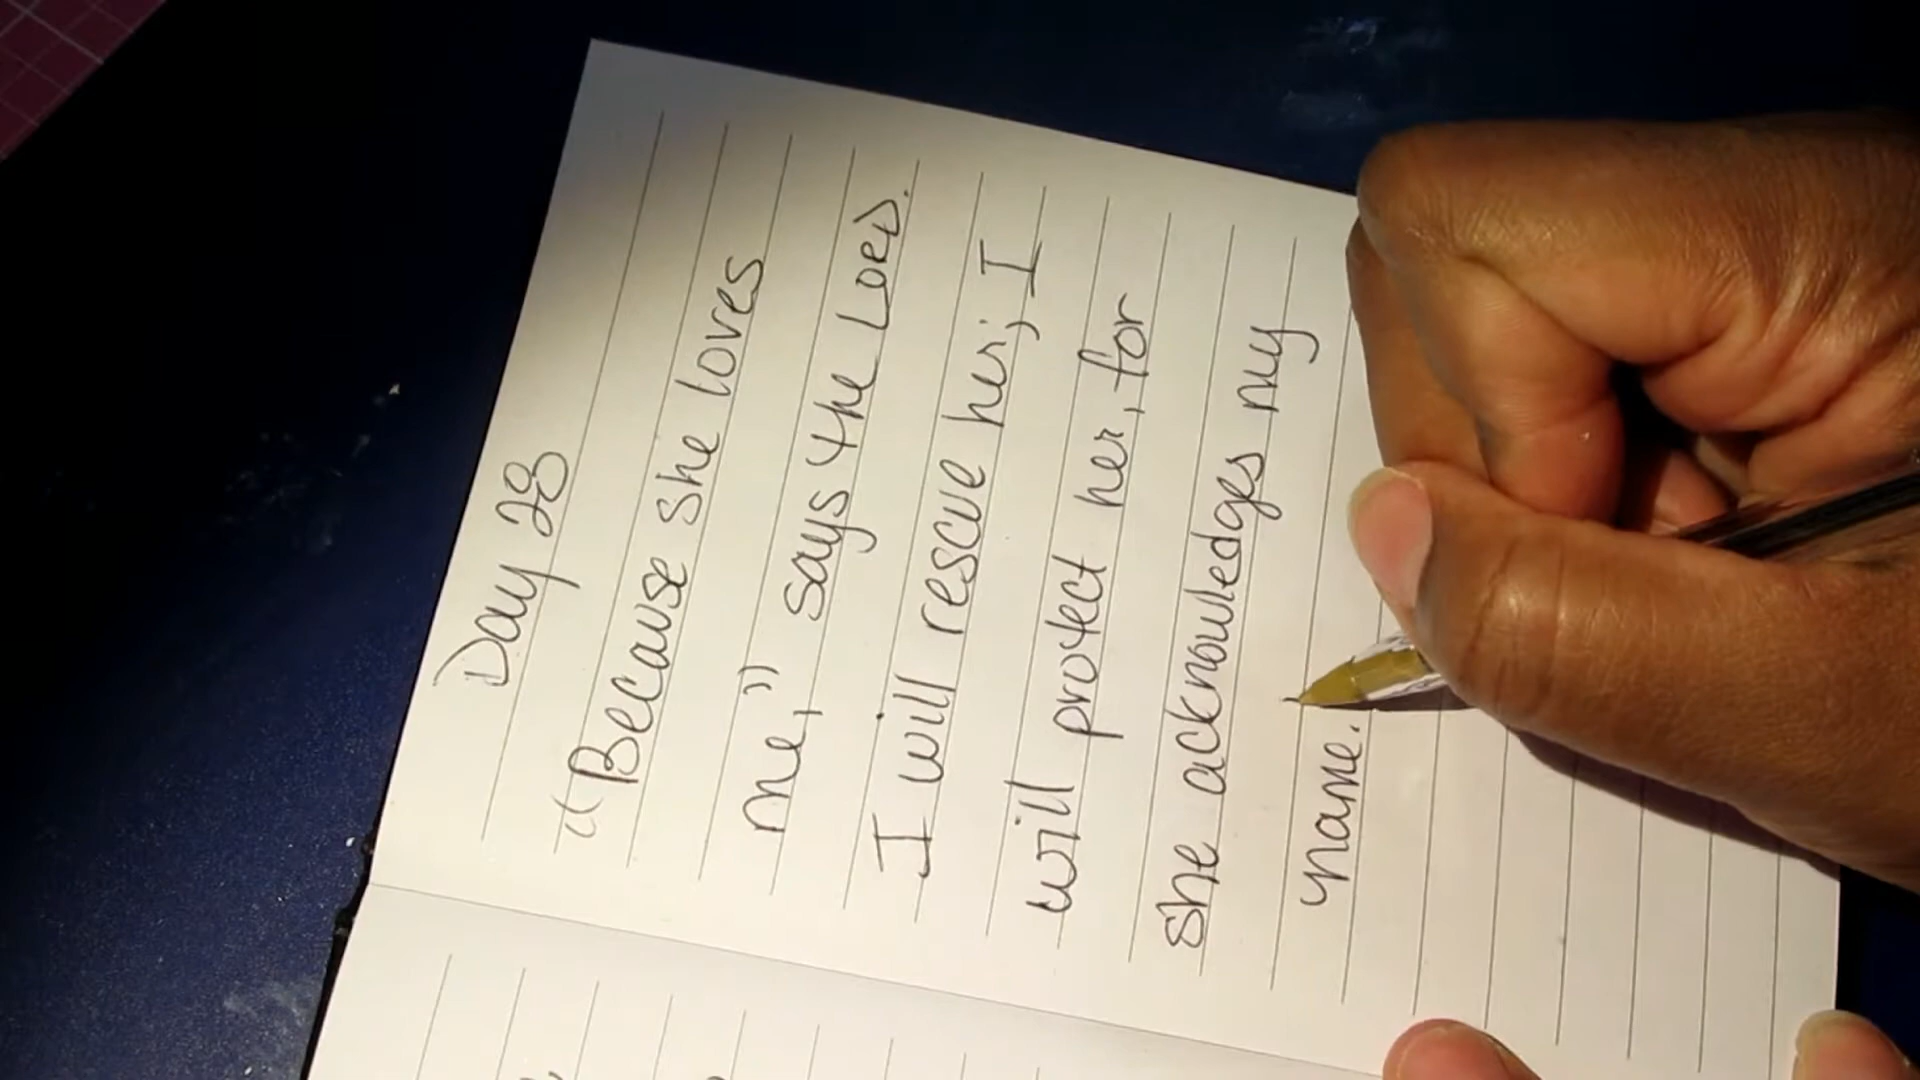 Day 28
"Because she loves
me," says the Lord.
I will rescue her; I
will protect her, for
she acknowledges my
name.